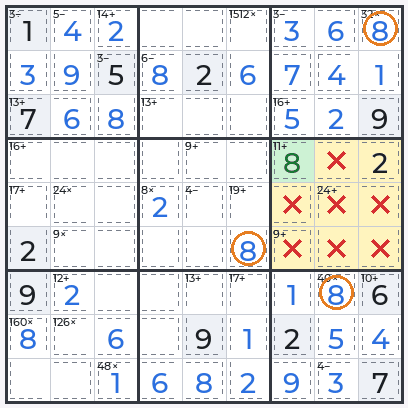 3÷ 5- 14+ 1512× 3- 32×
1 4 2 3 6 8
3- 6-
3 9 5 8 2 6 7 4 1
13+ 13+ 16+
7 6 8 5 2 9
16+ 9+ 11+
8 × 2
17+ 24× 8× 4- 19+ 24+
2 × × ×
9× 9+
2 8 × × ×
12+ 13+ 17+ 40× 10+
9 2 1 8 6
160× 126×
8 6 9 1 2 5 4
48× 4-
1 6 8 2 9 3 7